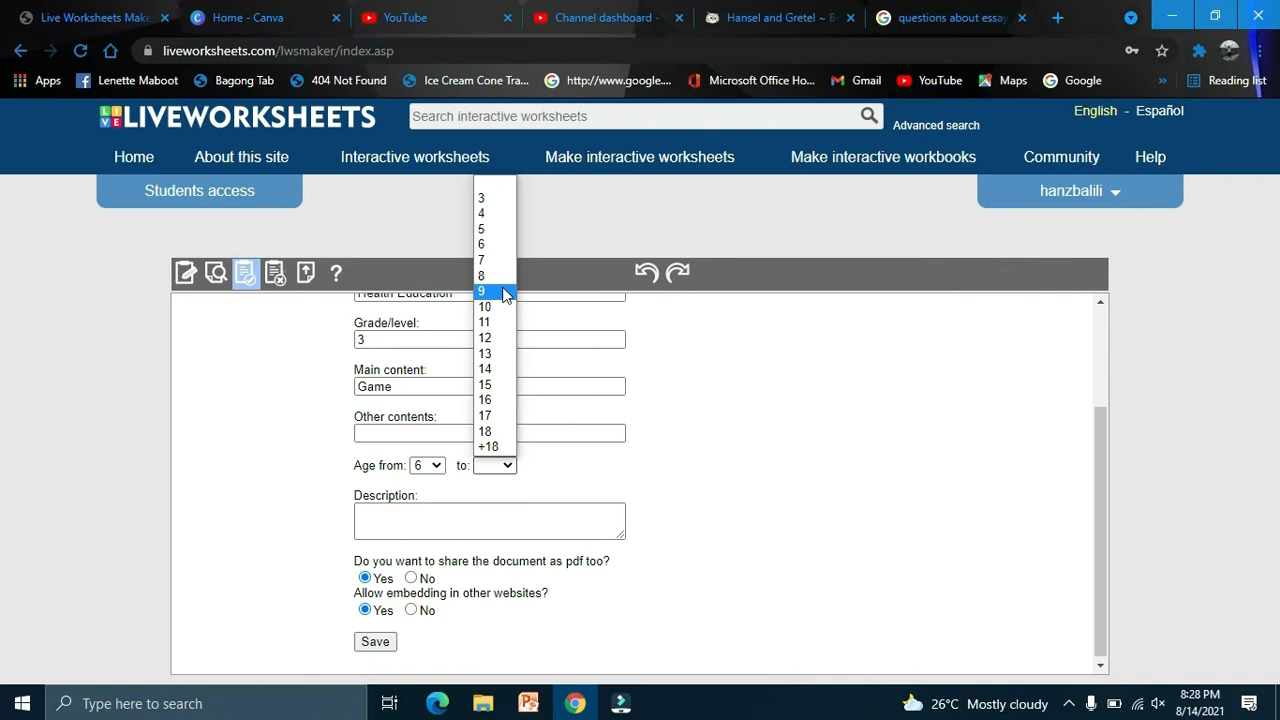 Live Worksheets Make
Home - Canva
YouTube
Channel dashboard -
Hansel and Gretel ~ B
questions about essay
liveworksheets.com/lwsmaker/index.asp
Apps
Lenette Maboot
Bagong Tab
404 Not Found
Ice Cream Cone Tra...
http://www.google....
Microsoft Office Ho...
Gmail
YouTube
Maps
Google
»
Reading list
LIVEWORKSHEETS
Search interactive worksheets
Advanced search
English - Español
Home
About this site
Interactive worksheets
Make interactive worksheets
Make interactive workbooks
Community
Help
Students access
hanzbalili
?
Health Education
Grade/level:
3
Main content:
Game
Other contents:
Age from: 6 to:
3
4
5
6
7
8
9
10
11
12
13
14
15
16
17
18
+18
Description:
Do you want to share the document as pdf too?
Yes No
Allow embedding in other websites?
Yes No
Save
Type here to search
26°C Mostly cloudy
8:28 PM
8/14/2021